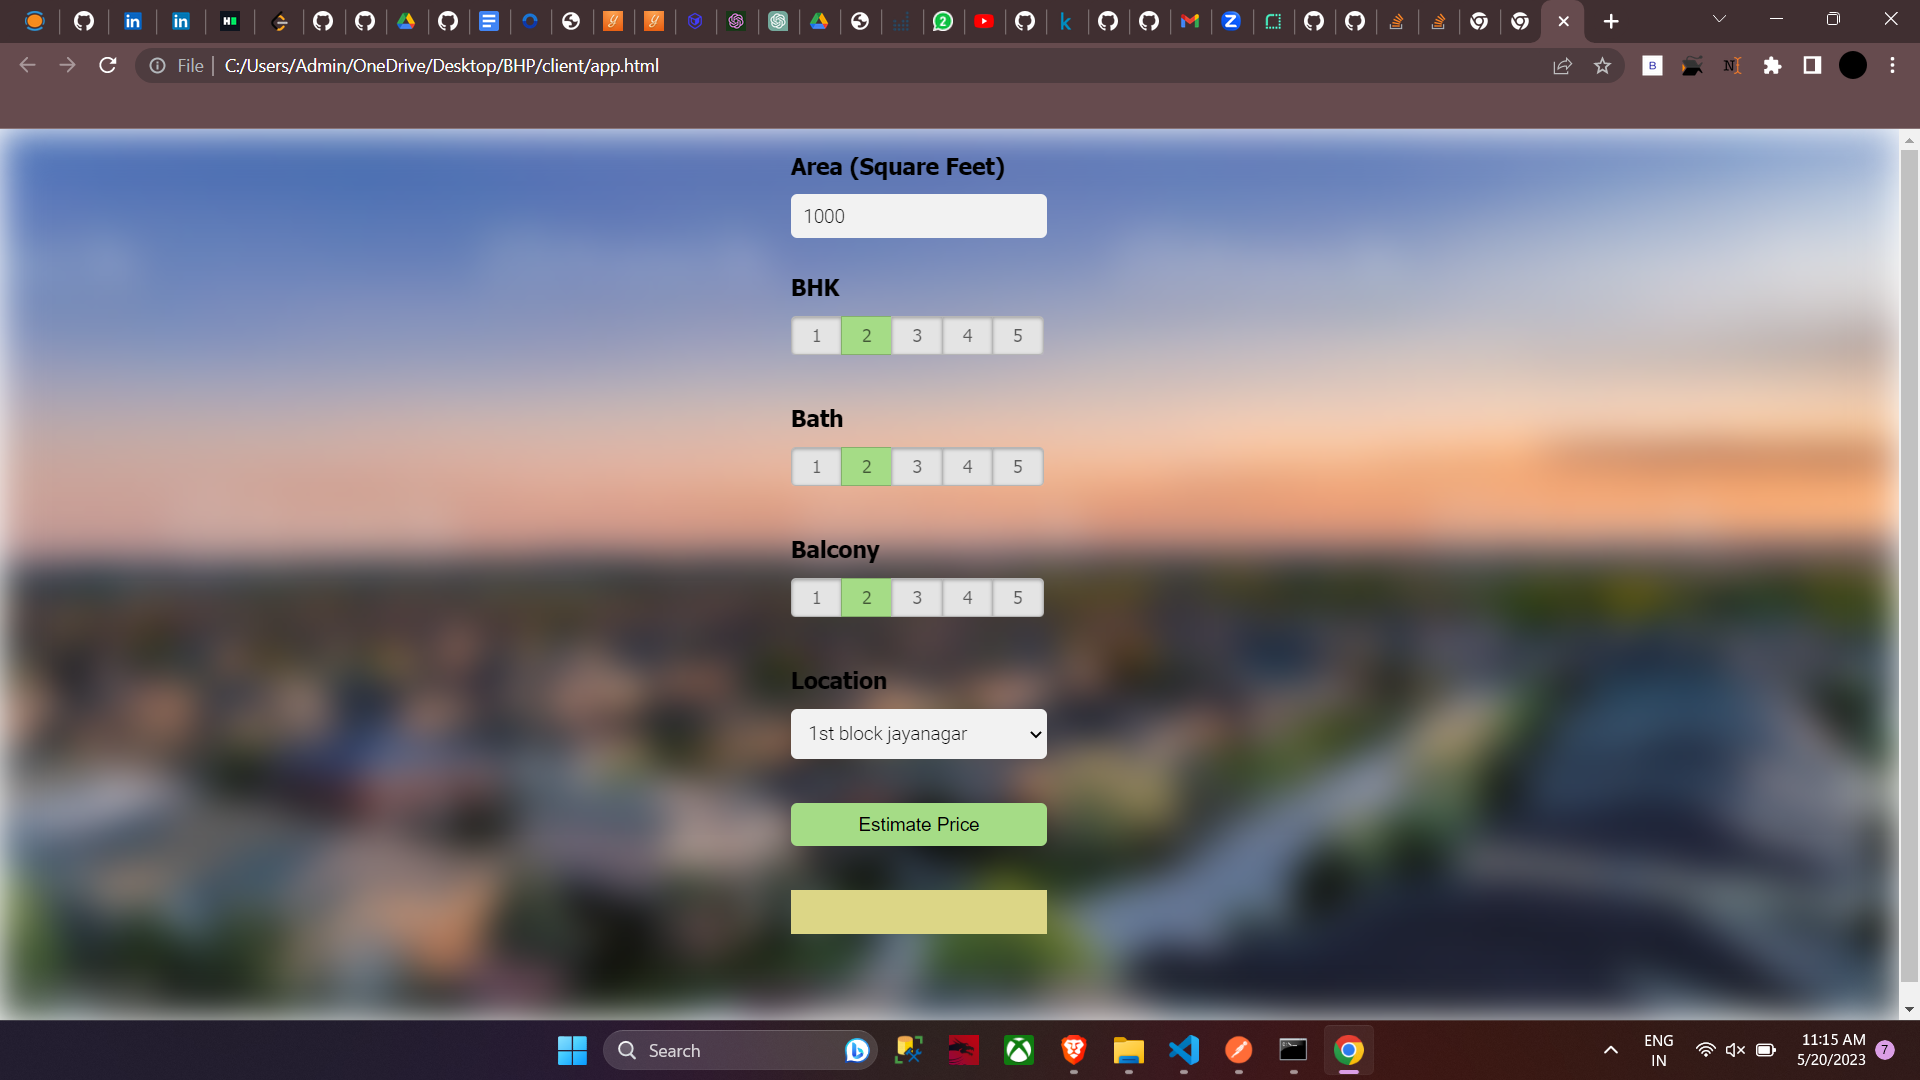 File
C:/Users/Admin/OneDrive/Desktop/BHP/client/app.html
Area (Square Feet)
1000
BHK
1 2 3 4 5
Bath
1 2 3 4 5
Balcony
1 2 3 4 5
Location
1st block jayanagar
Estimate Price
Search
ENG
IN
11:15 AM
5/20/2023
7